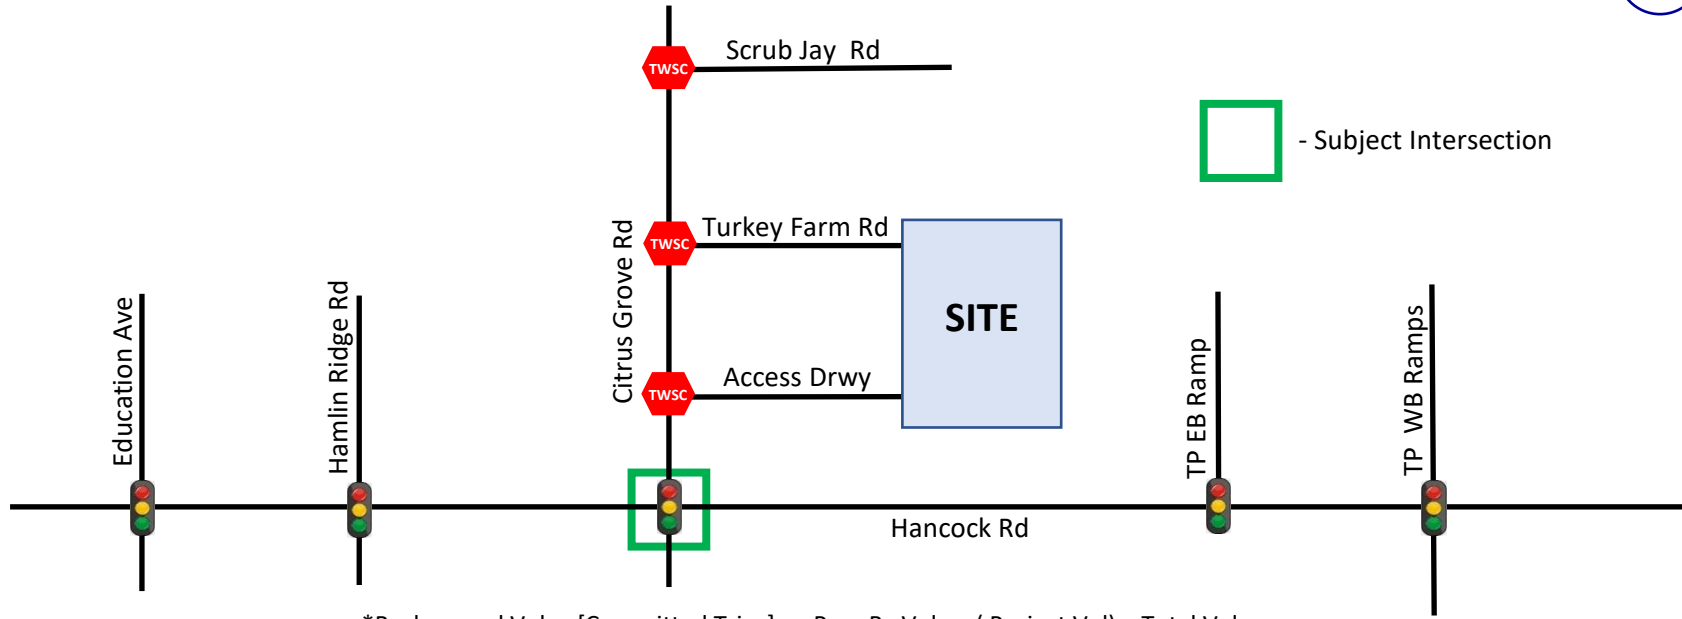 Scrub Jay Rd
TWSC
- Subject Intersection
Turkey Farm Rd
TWSC
Citrus Grove Rd
SITE
Access Drwy
TWSC
Education Ave
Hamlin Ridge Rd
TP EB Ramp
TP WB Ramps
Hancock Rd